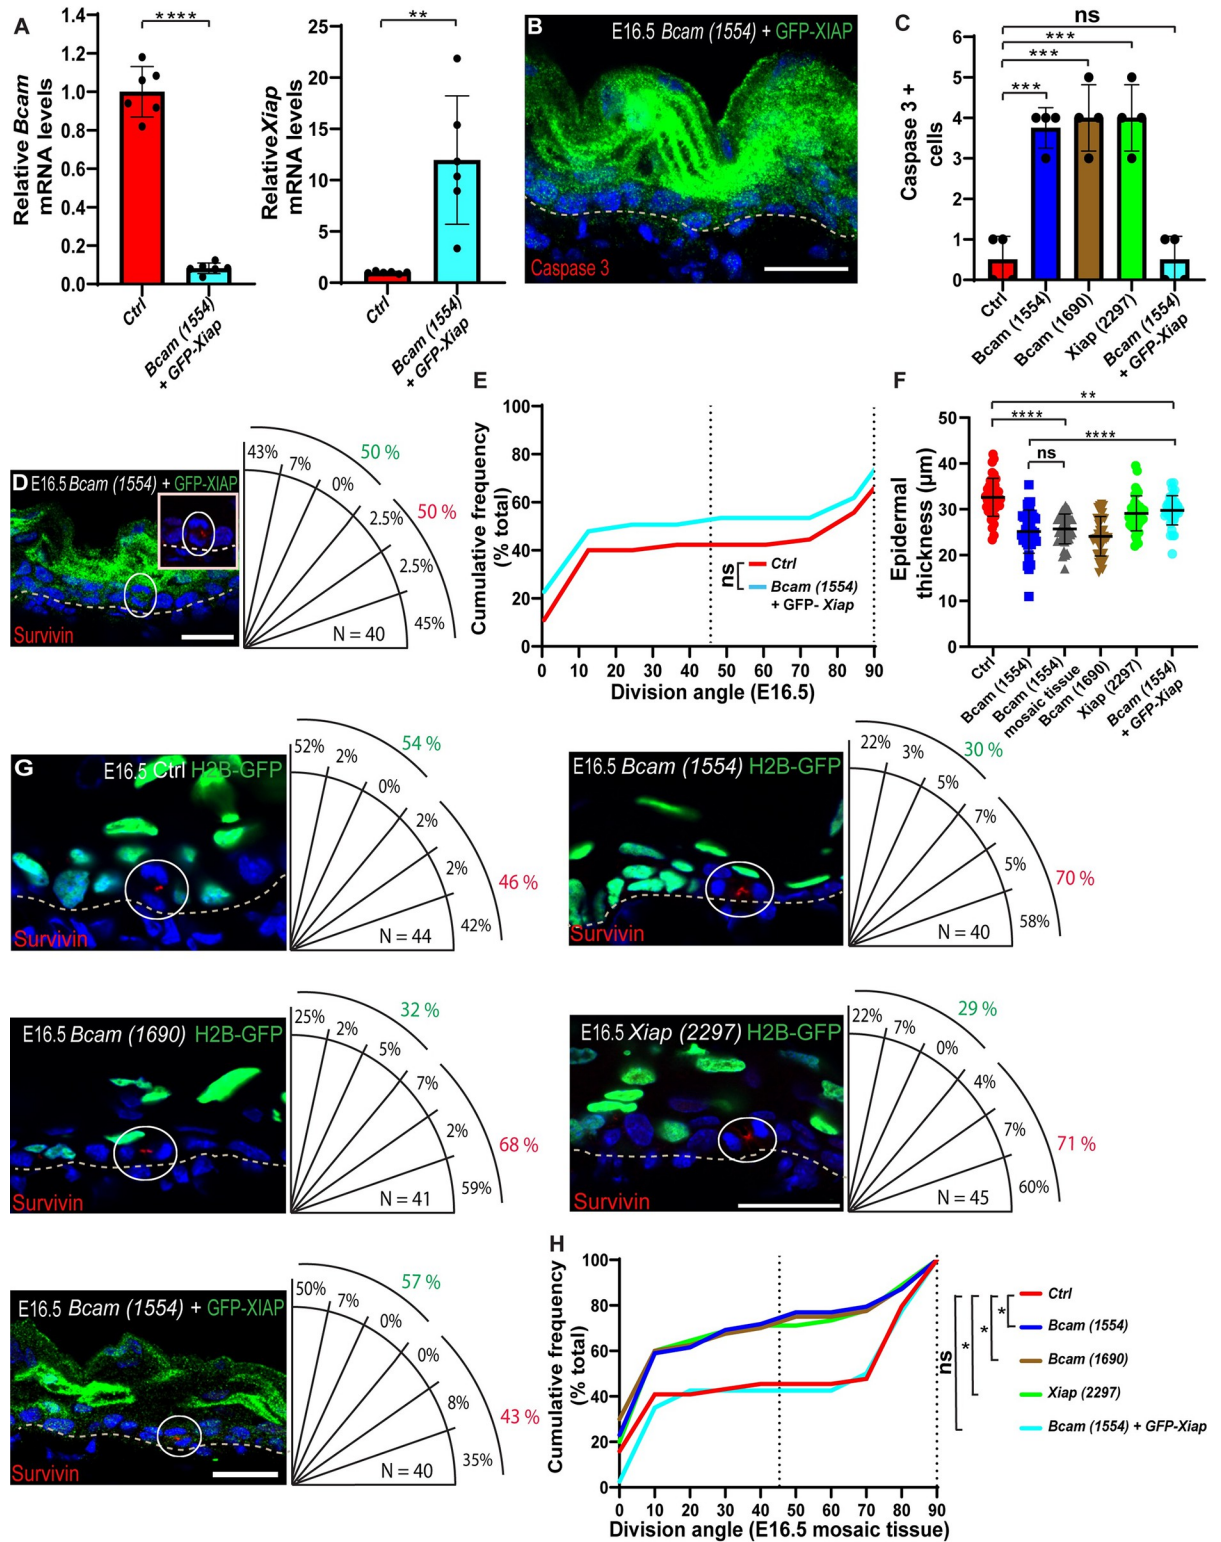 A
Relative Bcam
mRNA levels
1.4
1.2
1.0
0.8
0.6
0.4
0.2
0.0
****
Ctrl
Bcam (1554)
+ GFP-Xiap
Relative Xiap
mRNA levels
25
20
15
10
5
0
**
Ctrl
Bcam (1554)
+ GFP-Xiap
B
E16.5 Bcam (1554) + GFP-XIAP
Caspase 3
C
Caspase 3 +
cells
6
5
4
3
2
1
0
ns
***
***
***
Ctrl
Bcam (1554)
Bcam (1690)
Xiap (2297)
Bcam (1554)
+ GFP-Xiap
D
E16.5 Bcam (1554) + GFP-XIAP
Survivin
43%
7%
0%
2.5%
2.5%
45%
50 %
50 %
N = 40
E
Cumulative frequency
(% total)
100
80
60
40
20
0
0 10 20 30 40 50 60 70 80 90
Division angle (E16.5)
ns
Ctrl
Bcam (1554)
+ GFP- Xiap
F
Epidermal
thickness (µm)
50
40
30
20
10
0
**
****
****
ns
Ctrl
Bcam (1554)
Bcam (1554)
mosaic tissue
Bcam (1690)
Xiap (2297)
Bcam (1554)
+ GFP-Xiap
G
E16.5 Ctrl H2B-GFP
Survivin
52%
2%
0%
2%
2%
42%
54 %
46 %
N = 44
E16.5 Bcam (1554) H2B-GFP
Survivin
22%
3%
5%
7%
5%
58%
30 %
70 %
N = 40
E16.5 Bcam (1690) H2B-GFP
Survivin
25%
2%
5%
7%
2%
59%
32 %
68 %
N = 41
E16.5 Xiap (2297) H2B-GFP
Survivin
22%
7%
0%
4%
7%
60%
29 %
71 %
N = 45
E16.5 Bcam (1554) + GFP-XIAP
Survivin
50%
7%
0%
0%
8%
35%
57 %
43 %
N = 40
H
Cumulative frequency
(% total)
100
80
60
40
20
0
0 10 20 30 40 50 60 70 80 90
Division angle (E16.5 mosaic tissue)
ns
*
*
*
Ctrl
Bcam (1554)
Bcam (1690)
Xiap (2297)
Bcam (1554) + GFP-Xiap